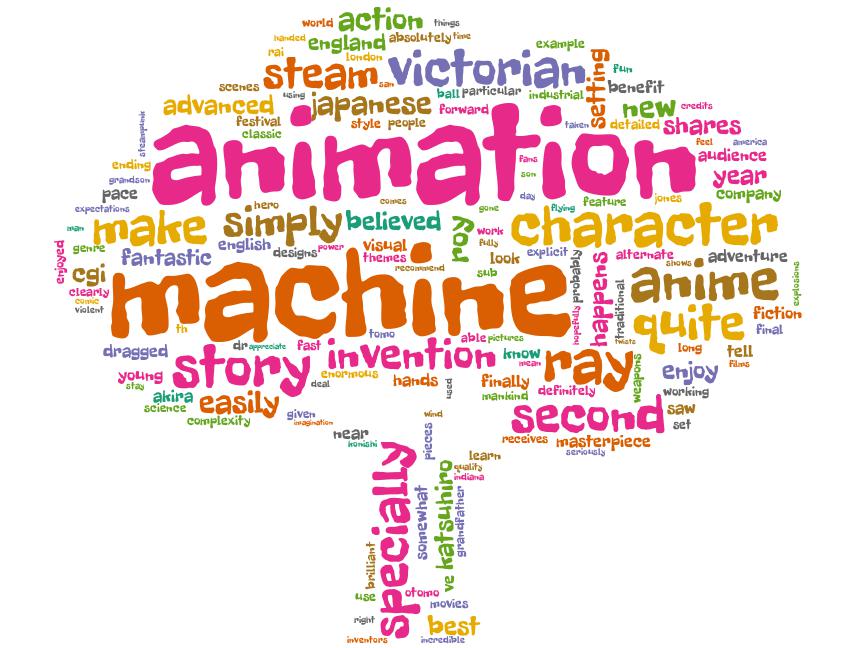 world action things
handed england absolutely time
rai london example
steam victorian setting fun
scenes using san ball particular industrial benefit
advanced japanese forward new credits
festival style people taken detailed shares
classic feel america
steampunk animation fans audience
ending son year
grandson day company
pace comes flying feature jones
expectations hero gone
man make simply believed roy work character
genre english designs power visual fully look explicit probably alternate adventure
enjoyed fantastic themes happens shows
cgi recommend sub traditional anime explosions
clearly machine
comic hopefully fiction
violent quite final
th tomo able pictures twists
dragged dr appreciate fast invention know long tell
story mean ray films
young enormous hands finally weapons enjoy
stay deal used definitely working
akira easily mankind second saw
science given wind set
complexity imagination
near pieces receives masterpiece
konishi seriously
specially learn
quality
indiana
somewhat katsuhiro grandfather
brilliant ve
use otomo
movies
right best
inventors incredible